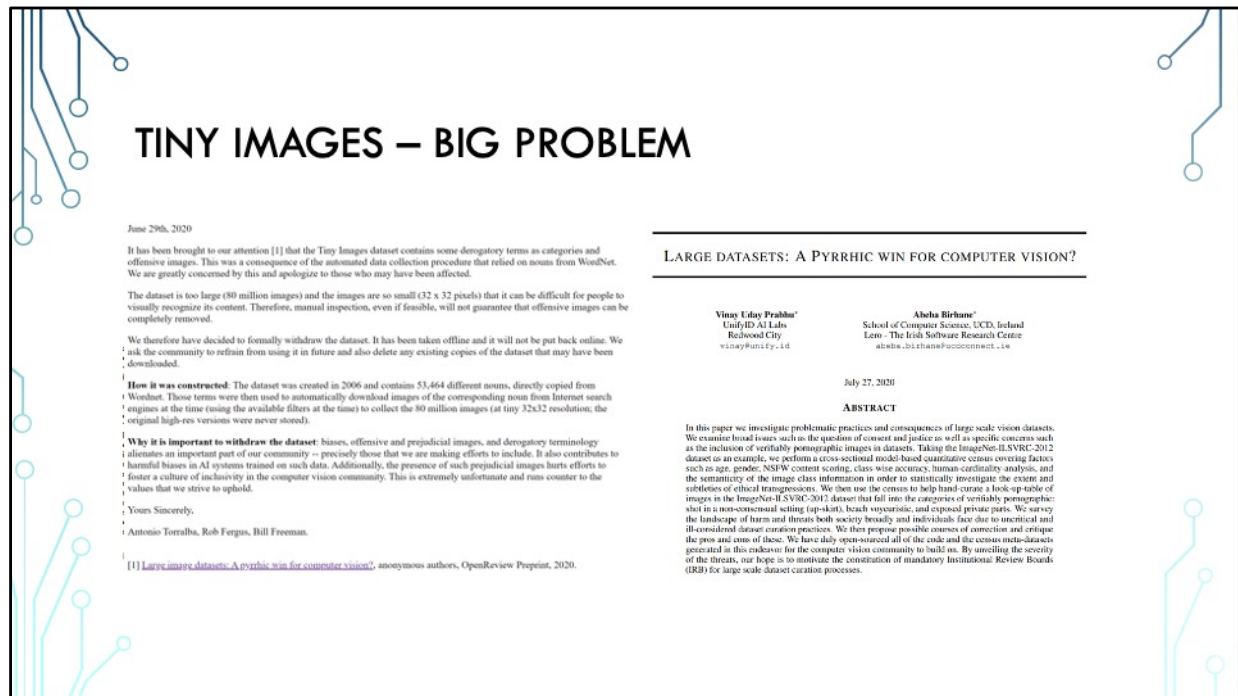 TINY IMAGES – BIG PROBLEM
June 29th, 2020
It has been brought to our attention [1] that the Tiny Images dataset contains some derogatory terms as categories and
offensive images. This was a consequence of the automated data collection procedure that relied on nouns from WordNet.
We are greatly concerned by this and apologize to those who may have been affected.
The dataset is too large (80 million images) and the images are so small (32 x 32 pixels) that it can be difficult for people to
visually recognize its content. Therefore, manual inspection, even if feasible, will not guarantee that offensive images can be
completely removed.
We therefore have decided to formally withdraw the dataset. It has been taken offline and it will not be put back online. We
ask the community to refrain from using it in future and also delete any existing copies of the dataset that may have been
downloaded.
How it was constructed: The dataset was created in 2006 and contains 53,464 different nouns, directly copied from
Wordnet. Those terms were then used to automatically download images of the corresponding noun from Internet search
engines at the time (using the available filters at the time) to collect the 80 million images (at tiny 32x32 resolution; the
original high-res versions were never stored).
Why it is important to withdraw the dataset: biases, offensive and prejudicial images, and derogatory terminology
alienates an important part of our community -- precisely those that we are making efforts to include. It also contributes to
harmful biases in AI systems trained on such data. Additionally, the presence of such prejudicial images hurts efforts to
foster a culture of inclusivity in the computer vision community. This is extremely unfortunate and runs counter to the
values that we strive to uphold.
Yours Sincerely,
Antonio Torralba, Rob Fergus, Bill Freeman.
[1] Large image datasets: A pyrrhic win for computer vision?, anonymous authors, OpenReview Preprint, 2020.
LARGE DATASETS: A PYRRHIC WIN FOR COMPUTER VISION?
Vinay Uday Prabhu*
UnifyID AI Labs
Redwood City
vinay@unify.id
Abeba Birhane*
School of Computer Science, UCD, Ireland
Lero - The Irish Software Research Centre
abeba.birhane@ucdconnect.ie
July 27, 2020
ABSTRACT
In this paper we investigate problematic practices and consequences of large scale vision datasets.
We examine broad issues such as the question of consent and justice as well as specific concerns such
as the inclusion of verifiably pornographic images in datasets. Taking the ImageNet-ILSVRC-2012
dataset as an example, we perform a cross-sectional model-based quantitative census covering factors
such as age, gender, NSFW content scoring, class-wise accuracy, human-cardinality-analysis, and
the semanticity of the image class information in order to statistically investigate the extent and
subtleties of ethical transgressions. We then use the census to help hand-curate a look-up-table of
images in the ImageNet-ILSVRC-2012 dataset that fall into the categories of verifiably pornographic:
shot in a non-consensual setting (up-skirt), beach voyeuristic, and exposed private parts. We survey
the landscape of harm and threats both society broadly and individuals face due to uncritical and
ill-considered dataset curation practices. We then propose possible courses of correction and critique
the pros and cons of these. We have duly open-sourced all of the code and the census meta-datasets
generated in this endeavor for the computer vision community to build on. By unveiling the severity
of the threats, our hope is to motivate the constitution of mandatory Institutional Review Boards
(IRB) for large scale dataset curation processes.